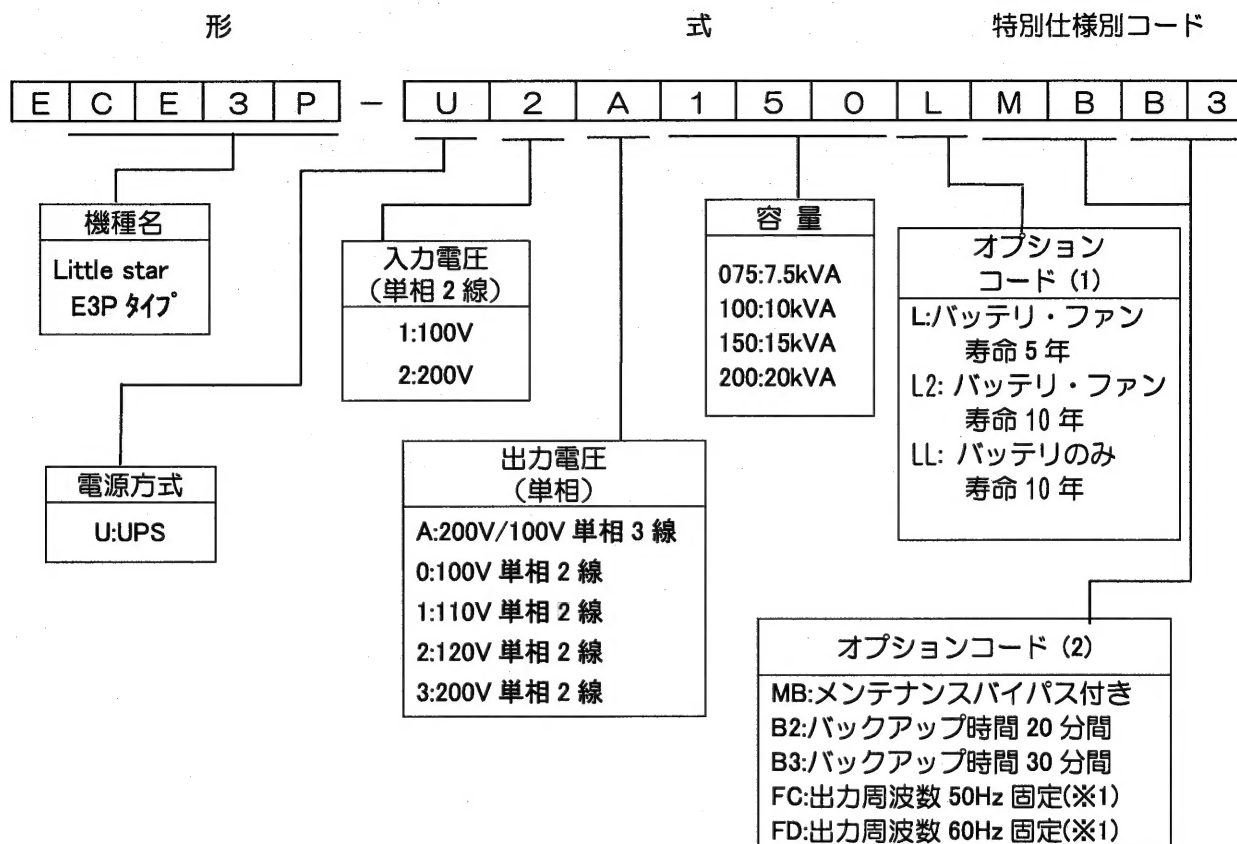 形 式 特別仕様別コード
E C E 3 P － U 2 A 1 5 0 L M B B 3
機種名
Little star
E3P タイプ
入力電圧
(単相 2 線)
1:100V
2:200V
容 量
075:7.5kVA
100:10kVA
150:15kVA
200:20kVA
オプション
コード (1)
L:バッテリ・ファン
寿命 5 年
L2: バッテリ・ファン
寿命 10 年
LL: バッテリのみ
寿命 10 年
電源方式
U:UPS
出力電圧
(単相)
A:200V/100V 単相 3 線
0:100V 単相 2 線
1:110V 単相 2 線
2:120V 単相 2 線
3:200V 単相 2 線
オプションコード (2)
MB:メンテナンスバイパス付き
B2:バックアップ時間 20 分間
B3:バックアップ時間 30 分間
FC:出力周波数 50Hz 固定(※1)
FD:出力周波数 60Hz 固定(※1)